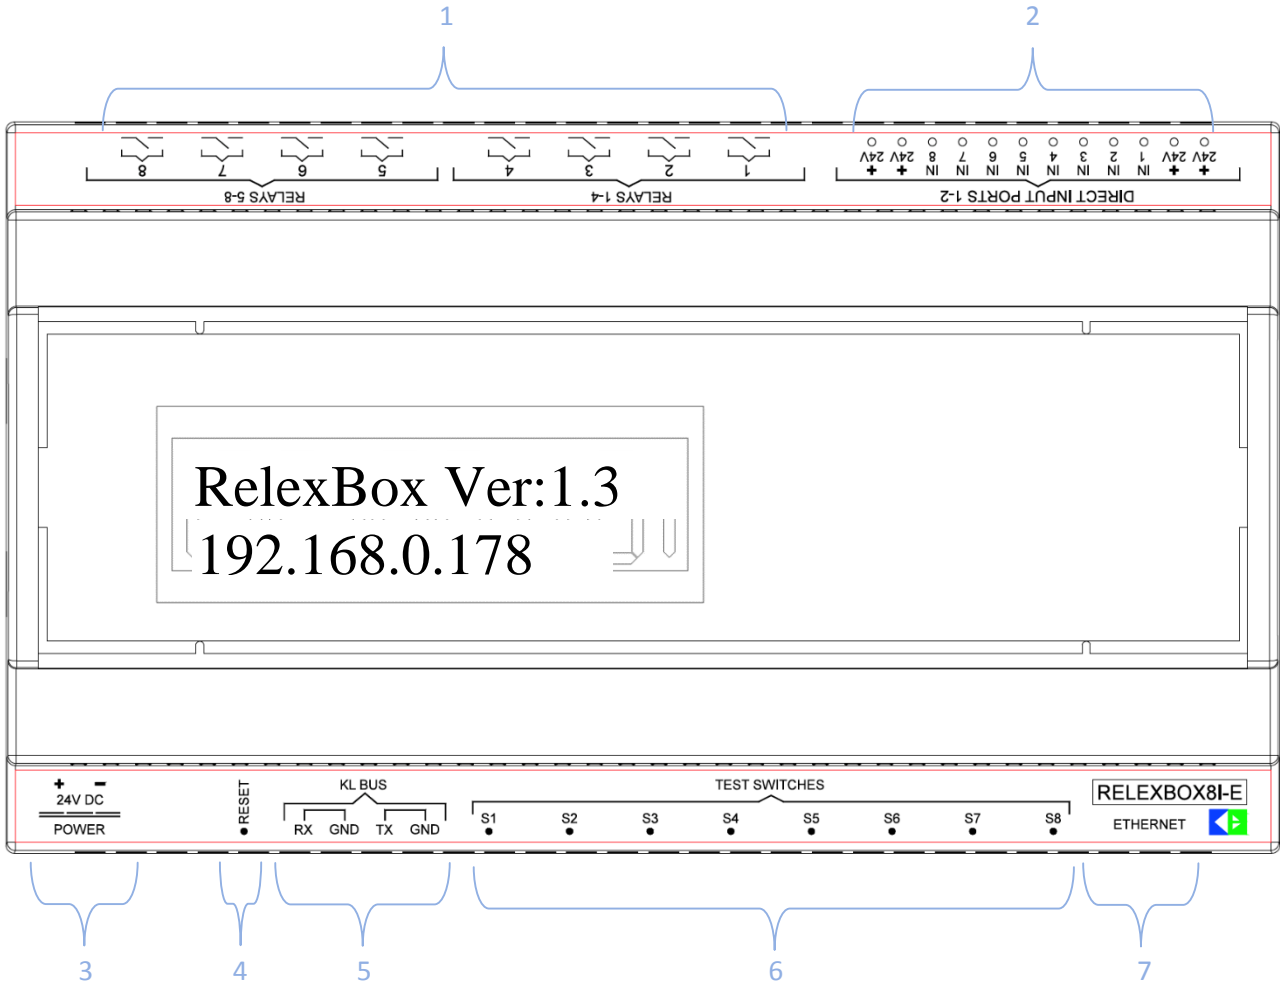 1 2
8 7 6 5 4 3 2 1
RELAYS 5-8 RELAYS 1-4
24V + 24V + IN 8 IN 7 IN 6 IN 5 IN 4 IN 3 IN 2 IN 1 24V + 24V +
DIRECT INPUT PORTS 1-2
RelexBox Ver:1.3
192.168.0.178
+ -
24V DC
POWER
RESET
KL BUS
RX GND TX GND
TEST SWITCHES
S1 S2 S3 S4 S5 S6 S7 S8
RELEXBOX8I-E
ETHERNET
3 4 5 6 7